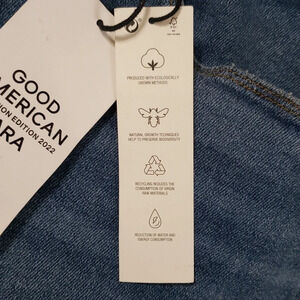 GOOD
AMERICAN
ZARA
EDITION 2022
PRODUCED WITH ECOLOGICALLY
GROWN METHODS
NATURAL GROWTH TECHNIQUES
HELP TO PRESERVE BIODIVERSITY
RECYCLING REDUCES THE
CONSUMPTION OF VIRGIN
RAW MATERIALS
REDUCTION OF WATER AND
ENERGY CONSUMPTION